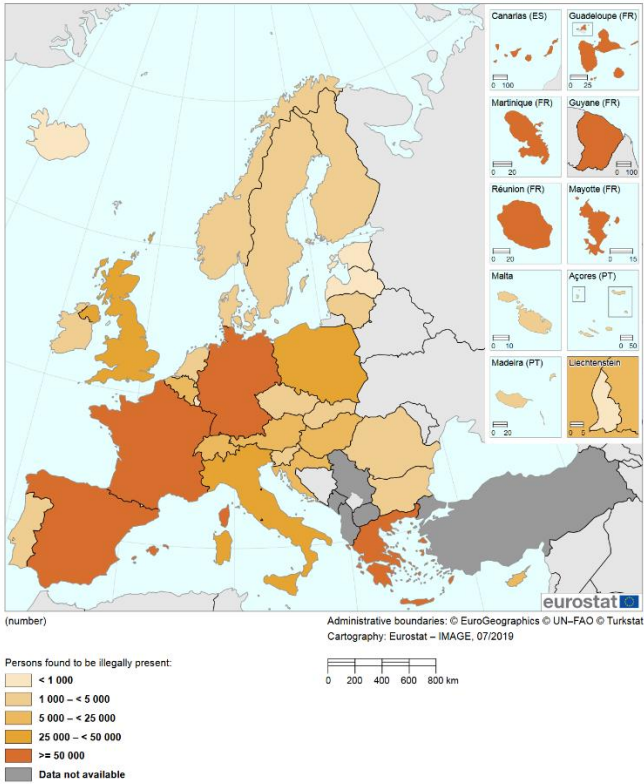 Canarias (ES)
0 100
Guadeloupe (FR)
0 25
Martinique (FR)
0 20
Guyane (FR)
0 100
Réunion (FR)
0 20
Mayotte (FR)
0 15
Malta
0 10
Açores (PT)
0 50
Madeira (PT)
0 20
Liechtenstein
0 5
eurostat
(number)
Administrative boundaries: © EuroGeographics © UN–FAO © Turkstat
Cartography: Eurostat – IMAGE, 07/2019
Persons found to be illegally present:
< 1 000
1 000 – < 5 000
5 000 – < 25 000
25 000 – < 50 000
>= 50 000
Data not available
0 200 400 600 800 km